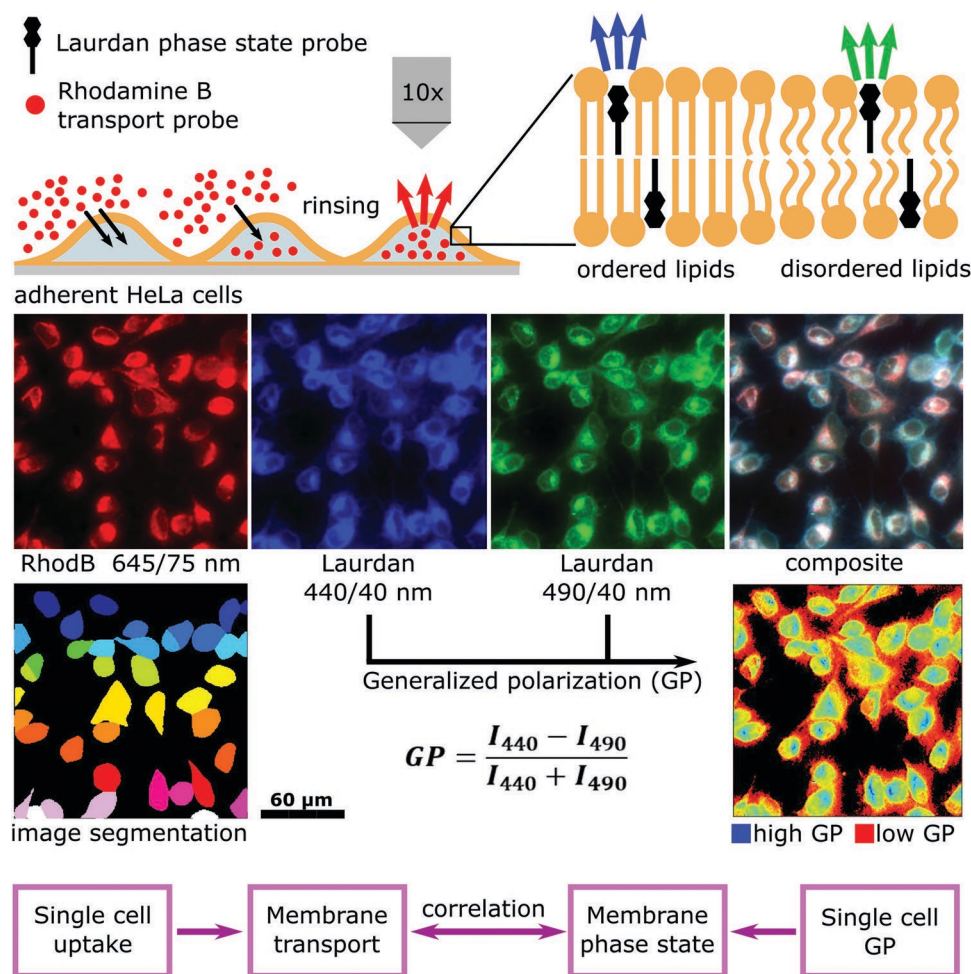 Laurdan phase state probe
Rhodamine B
transport probe
10x
rinsing
adherent HeLa cells
ordered lipids
disordered lipids
RhodB 645/75 nm
Laurdan
440/40 nm
Laurdan
490/40 nm
composite
Generalized polarization (GP)
GP = (I₄₄₀ − I₄₉₀) / (I₄₄₀ + I₄₉₀)
image segmentation
60 µm
high GP
low GP
Single cell
uptake
Membrane
transport
correlation
Membrane
phase state
Single cell
GP